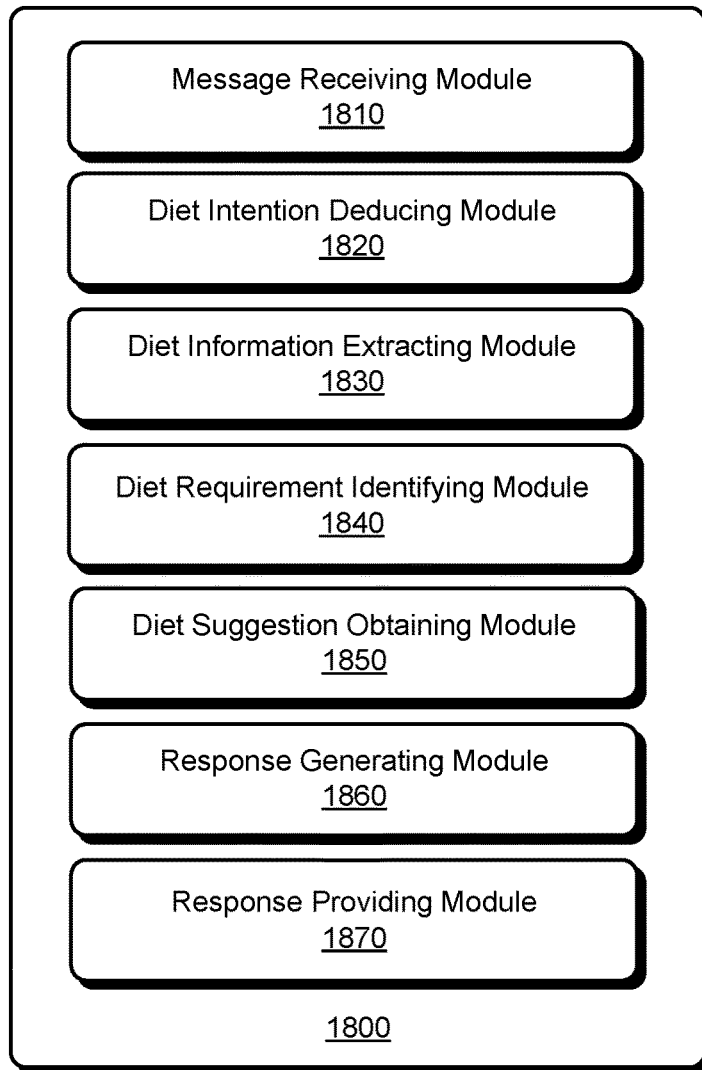 Message Receiving Module
1810
Diet Intention Deducing Module
1820
Diet Information Extracting Module
1830
Diet Requirement Identifying Module
1840
Diet Suggestion Obtaining Module
1850
Response Generating Module
1860
Response Providing Module
1870
1800